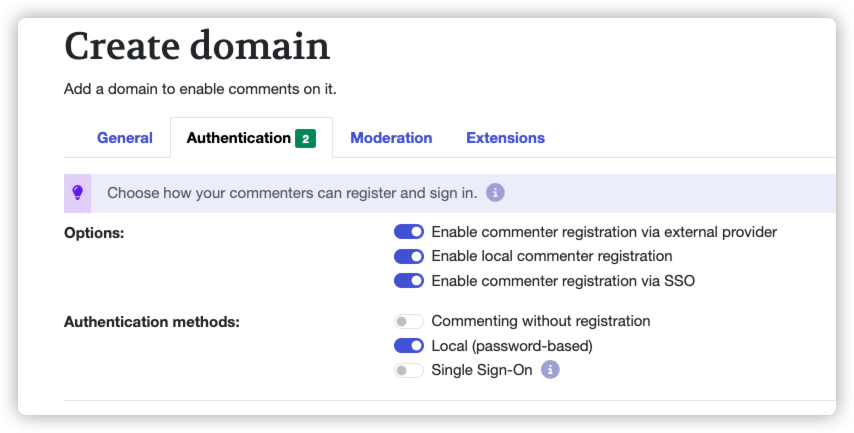 Create domain
Add a domain to enable comments on it.
General Authentication 2 Moderation Extensions
Choose how your commenters can register and sign in. i
Options: Enable commenter registration via external provider
Enable local commenter registration
Enable commenter registration via SSO
Authentication methods: Commenting without registration
Local (password-based)
Single Sign-On i